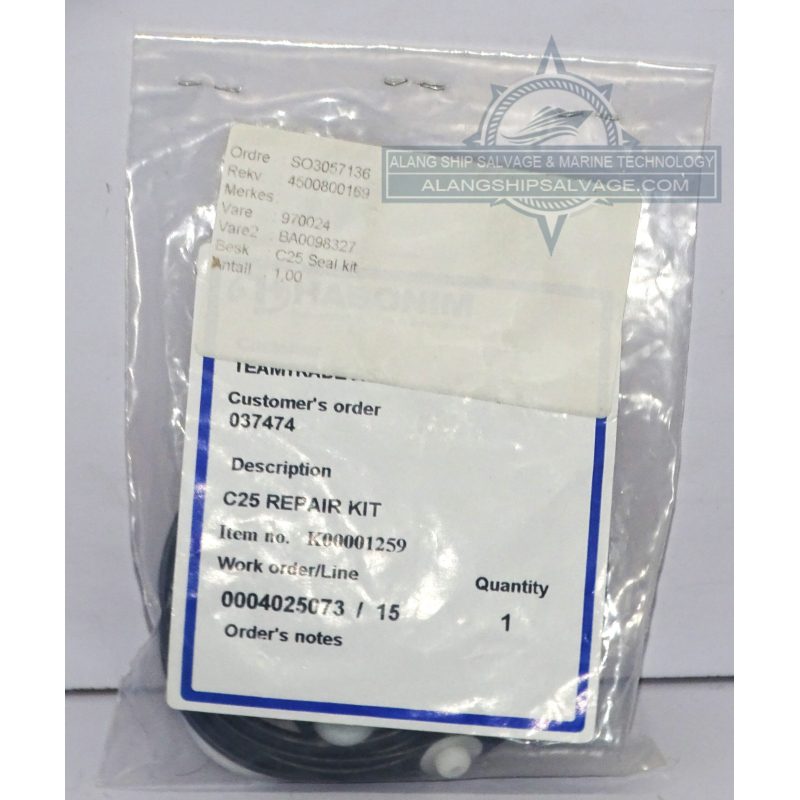 ALANG SHIP SALVAGE & MARINE TECHNOLOGY
ALANGSHIPSALVAGE.COM
Ordre SO3057136
Rekv 4500800169
Merkes
Vare : 970024
Vare2 : BA0098327
Besk : C25 Seal kit
Antall : 1,00
Customer's order
037474
Description
C25 REPAIR KIT
Item no. K00001259
Work order/Line
Quantity
0004025073 / 15
1
Order's notes